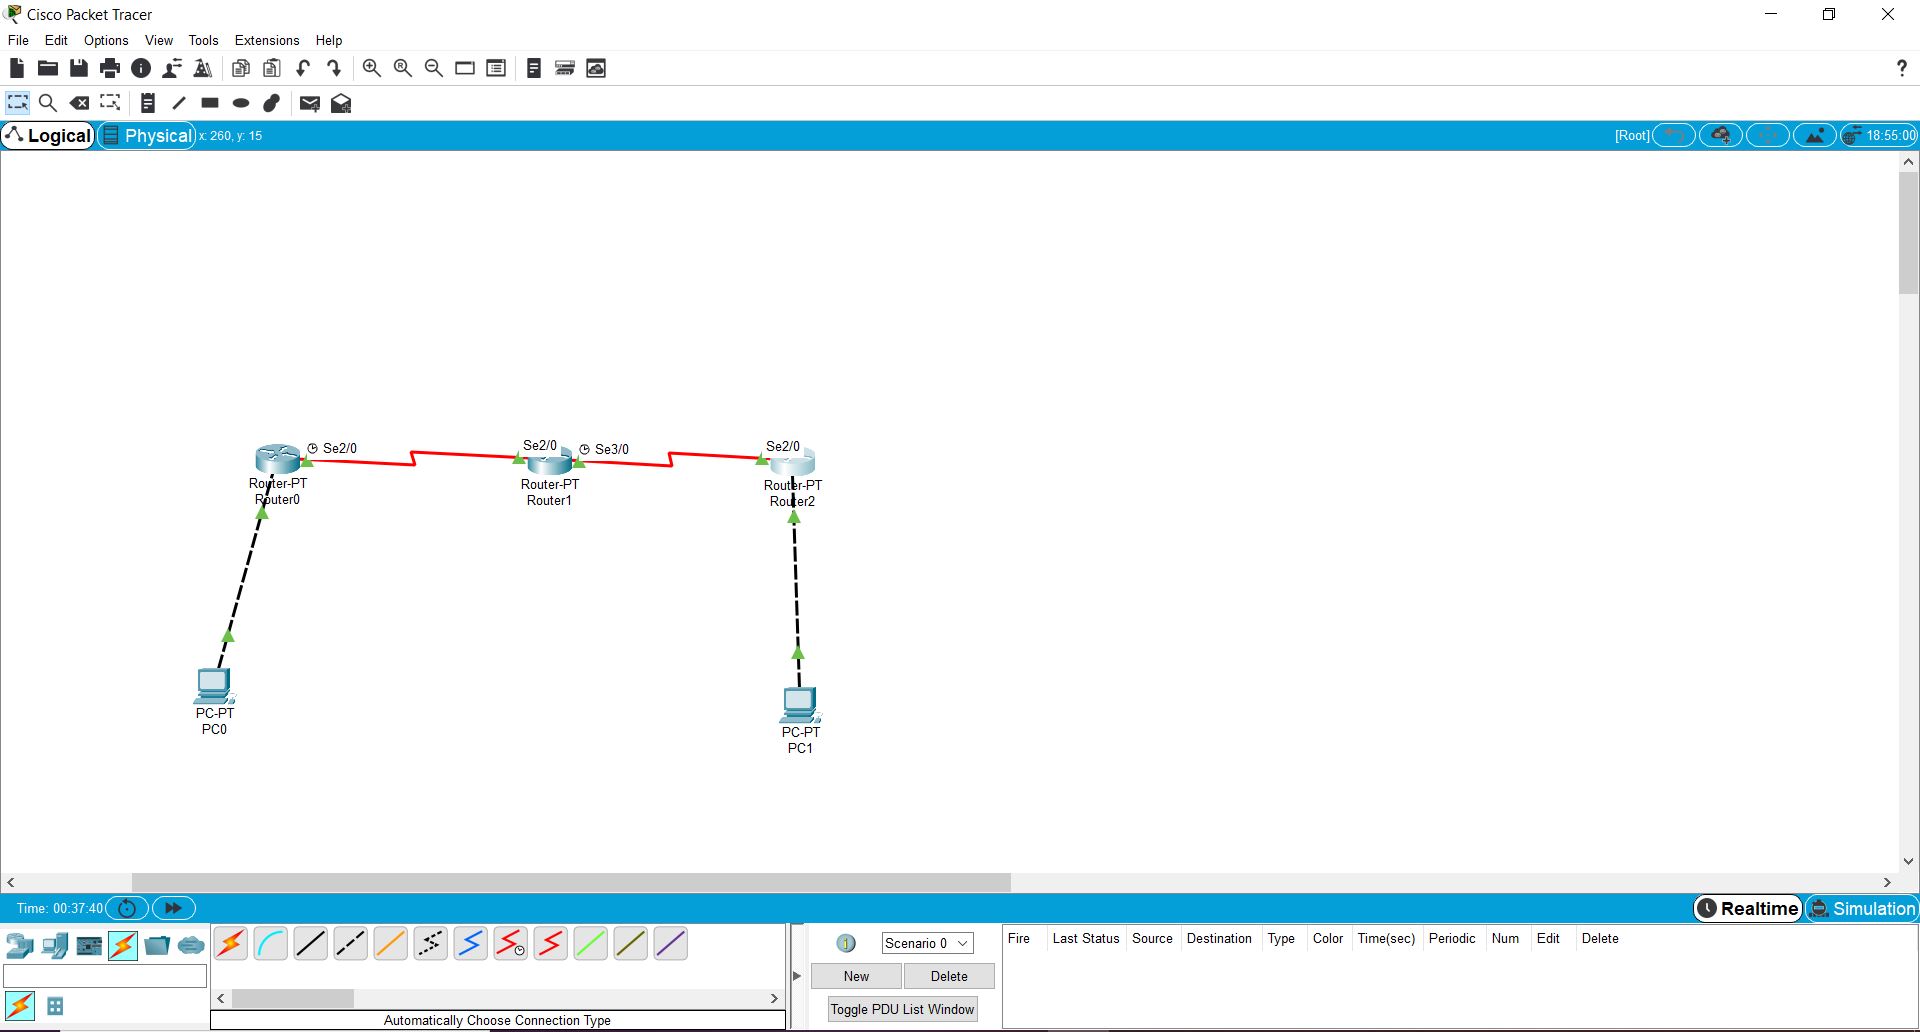 Cisco Packet Tracer
File Edit Options View Tools Extensions Help
?
Logical Physical x: 260, y: 15 [Root] 18:55:00
Se2/0 Se2/0 Se3/0 Se2/0
Router-PT Router-PT Router-PT
Router0 Router1 Router2
PC-PT
PC0
PC-PT
PC1
Time: 00:37:40 Realtime Simulation
Scenario 0 Fire Last Status Source Destination Type Color Time(sec) Periodic Num Edit Delete
New Delete
Toggle PDU List Window
Automatically Choose Connection Type